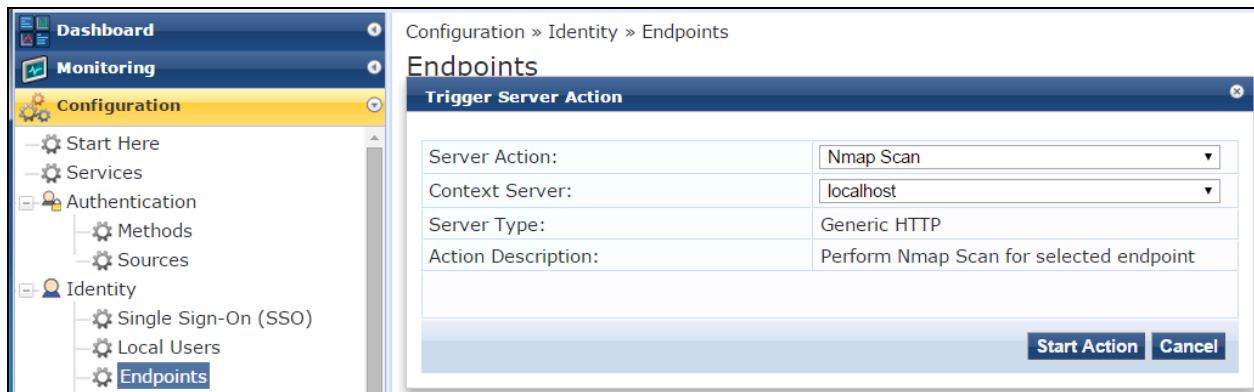 Dashboard
Monitoring
Configuration
Start Here
Services
Authentication
Methods
Sources
Identity
Single Sign-On (SSO)
Local Users
Endpoints
Configuration » Identity » Endpoints
Endpoints
Trigger Server Action
Server Action: Nmap Scan
Context Server: localhost
Server Type: Generic HTTP
Action Description: Perform Nmap Scan for selected endpoint
Start Action Cancel